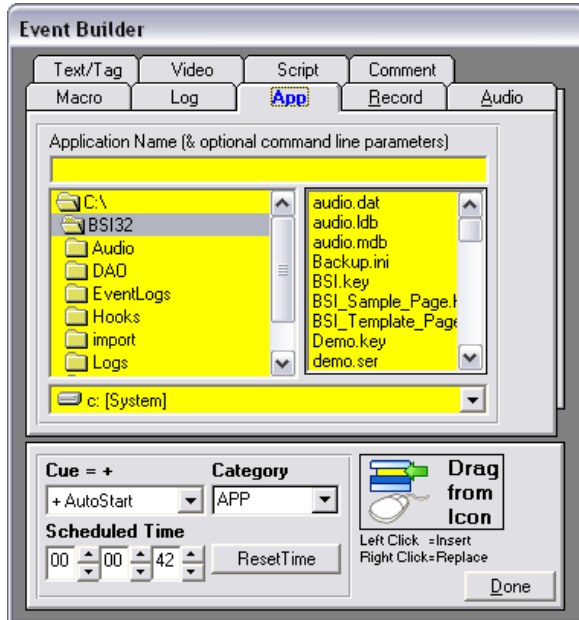 Event Builder
Text/Tag Video Script Comment
Macro Log App Record Audio
Application Name (& optional command line parameters)
C:\
BSI32
Audio
DAO
EventLogs
Hooks
import
Logs
audio.dat
audio.ldb
audio.mdb
Backup.ini
BSI.key
BSI_Sample_Page.H
BSI_Template_Page
Demo.key
demo.ser
c: [System]
Cue = + Category
+ AutoStart APP
Scheduled Time
00 00 42 ResetTime
Drag
from
Icon
Left Click =Insert
Right Click=Replace
Done